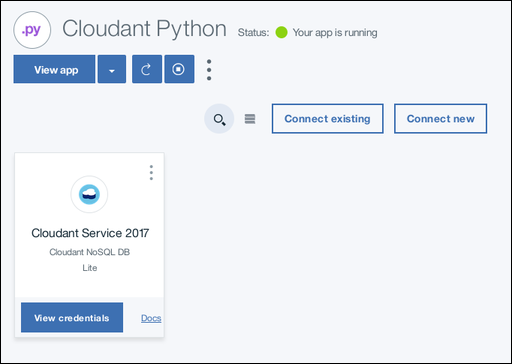 .py
Cloudant Python
Status: Your app is running
View app
Connect existing
Connect new
Cloudant Service 2017
Cloudant NoSQL DB
Lite
View credentials
Docs